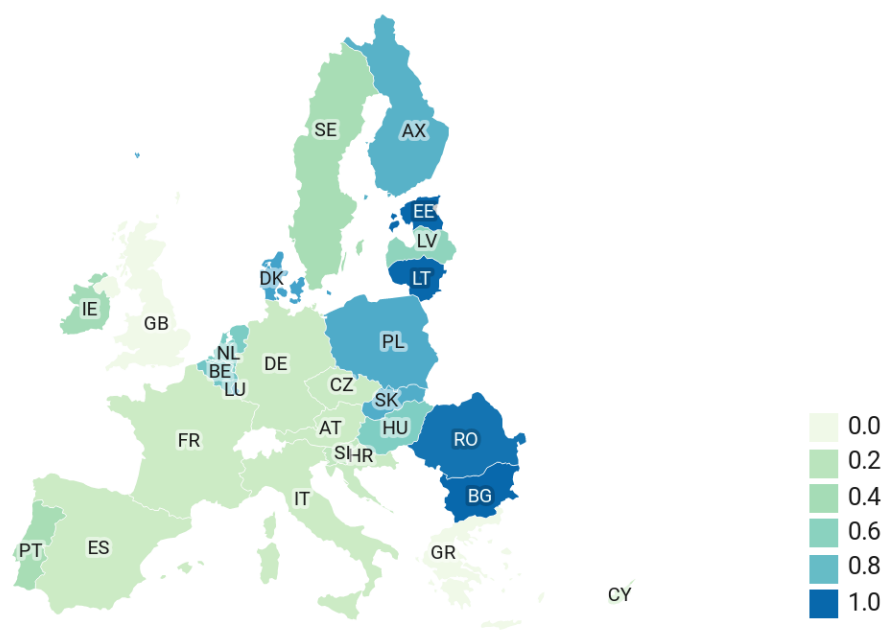 SE
AX
EE
LV
LT
DK
IE
GB
PL
NL
BE
DE
LU
CZ
SK
AT
HU
FR
SI
HR
RO
IT
BG
PT
ES
GR
CY
0.0
0.2
0.4
0.6
0.8
1.0